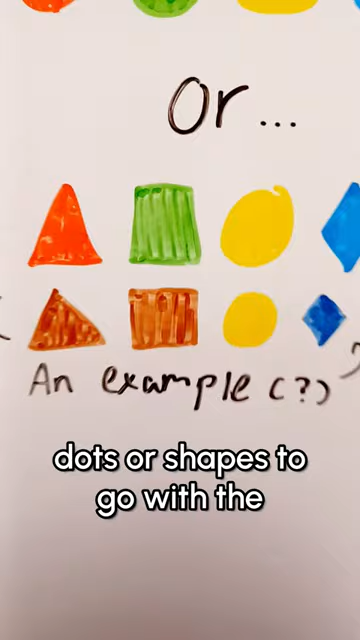 Or...
An example (?)
dots or shapes to
go with the